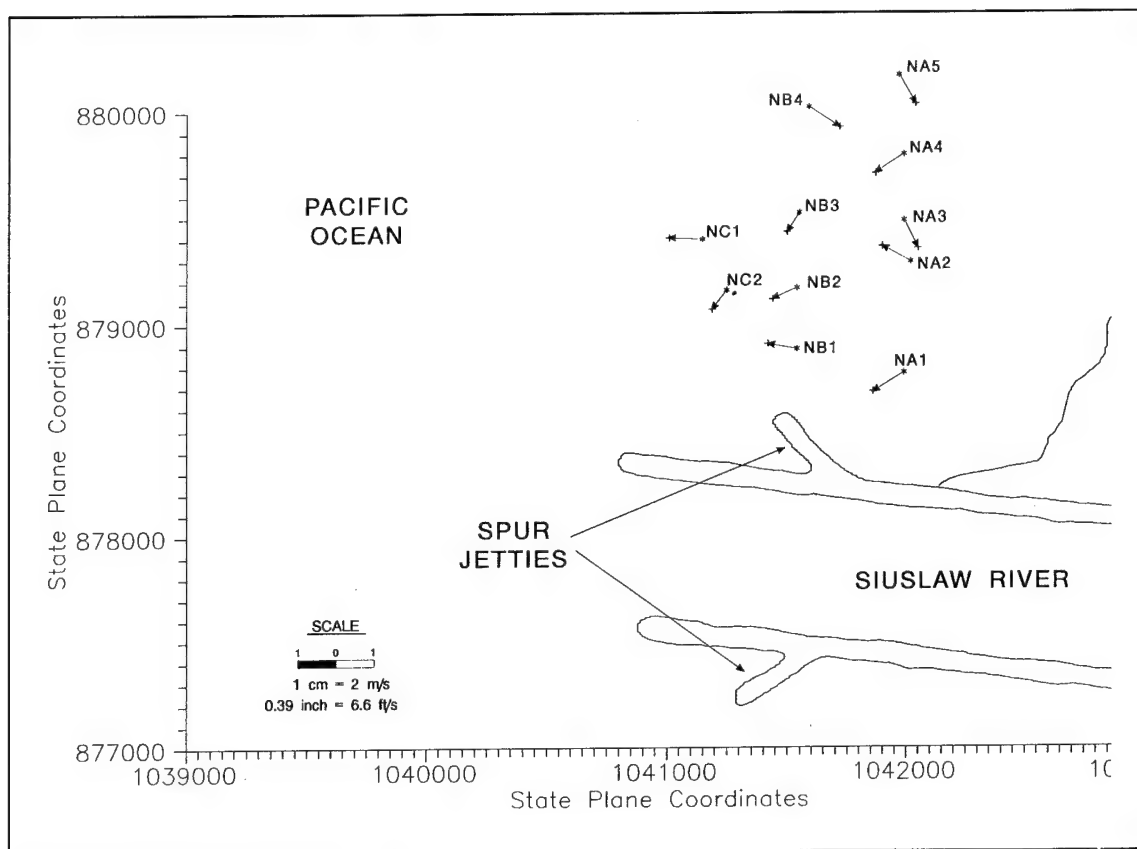 NA5
NB4
880000
NA4
PACIFIC
OCEAN
NB3
NA3
NC1
NA2
NC2
NB2
879000
NB1
NA1
State Plane Coordinates
SPUR
JETTIES
878000
SIUSLAW RIVER
SCALE
1 0 1
1 cm = 2 m/s
0.39 inch = 6.6 ft/s
877000
1039000 1040000 1041000 1042000 10
State Plane Coordinates